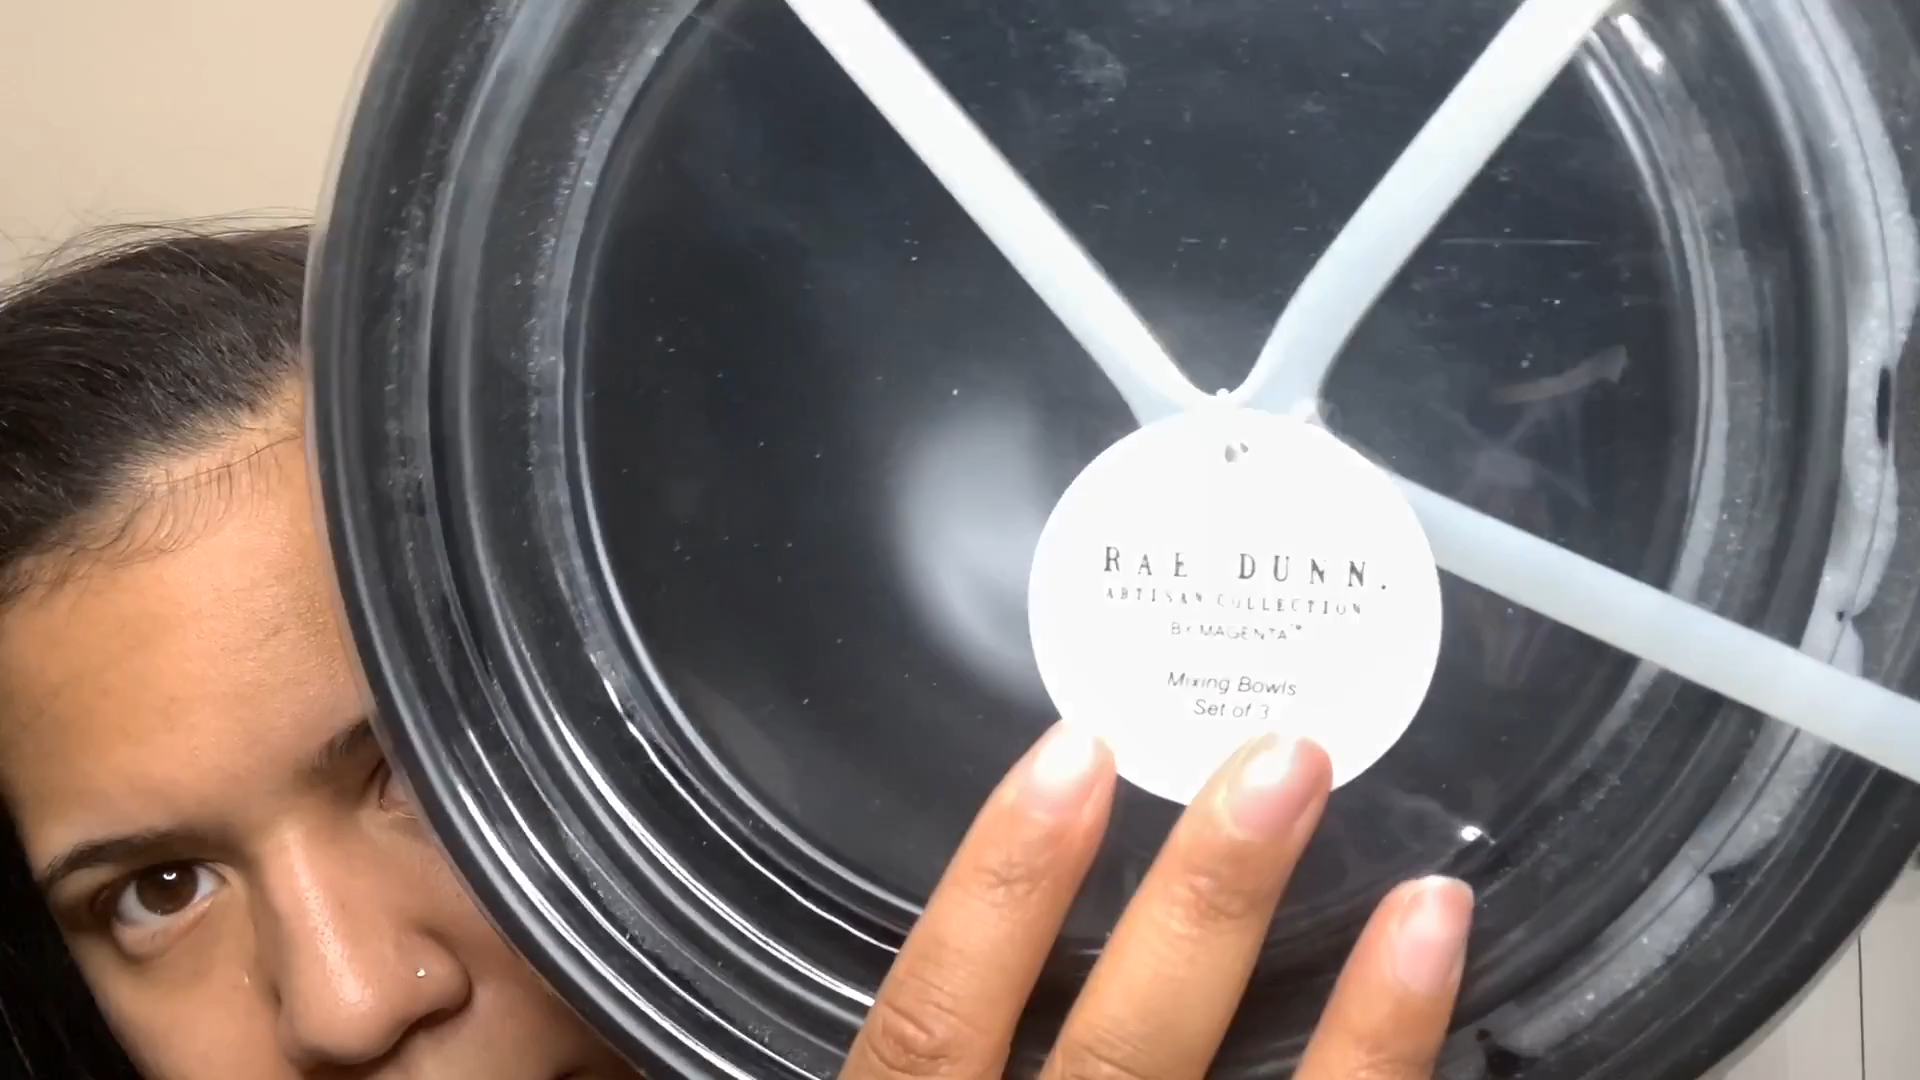 RAE DUNN.
ARTISAN COLLECTION
BY MAGENTA™
Mixing Bowls
Set of 3